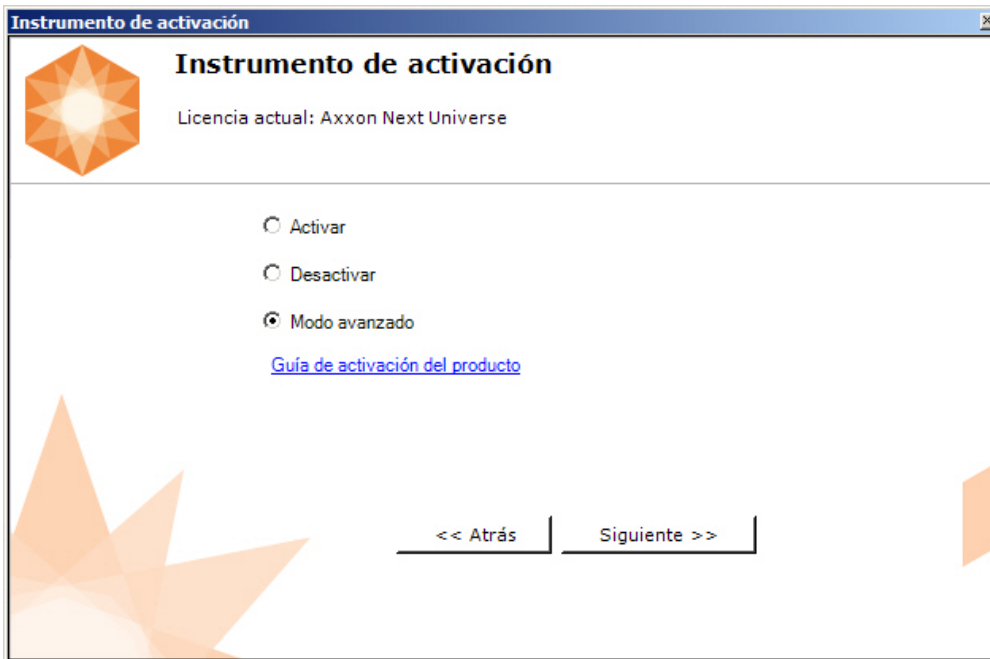 Instrumento de activación
Instrumento de activación
Licencia actual: Axxon Next Universe
Activar
Desactivar
Modo avanzado
Guía de activación del producto
<< Atrás
Siguiente >>